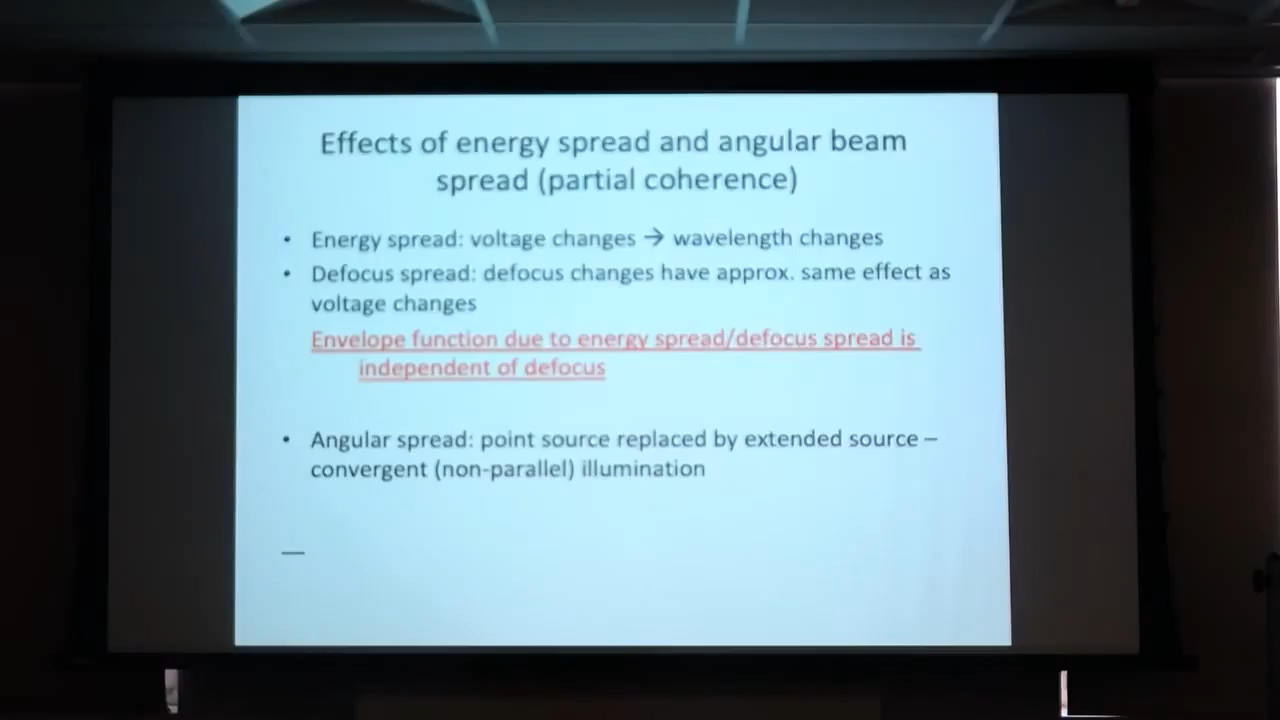 Effects of energy spread and angular beam
spread (partial coherence)
• Energy spread: voltage changes → wavelength changes
• Defocus spread: defocus changes have approx. same effect as
voltage changes
Envelope function due to energy spread/defocus spread is
independent of defocus
• Angular spread: point source replaced by extended source –
convergent (non-parallel) illumination
—